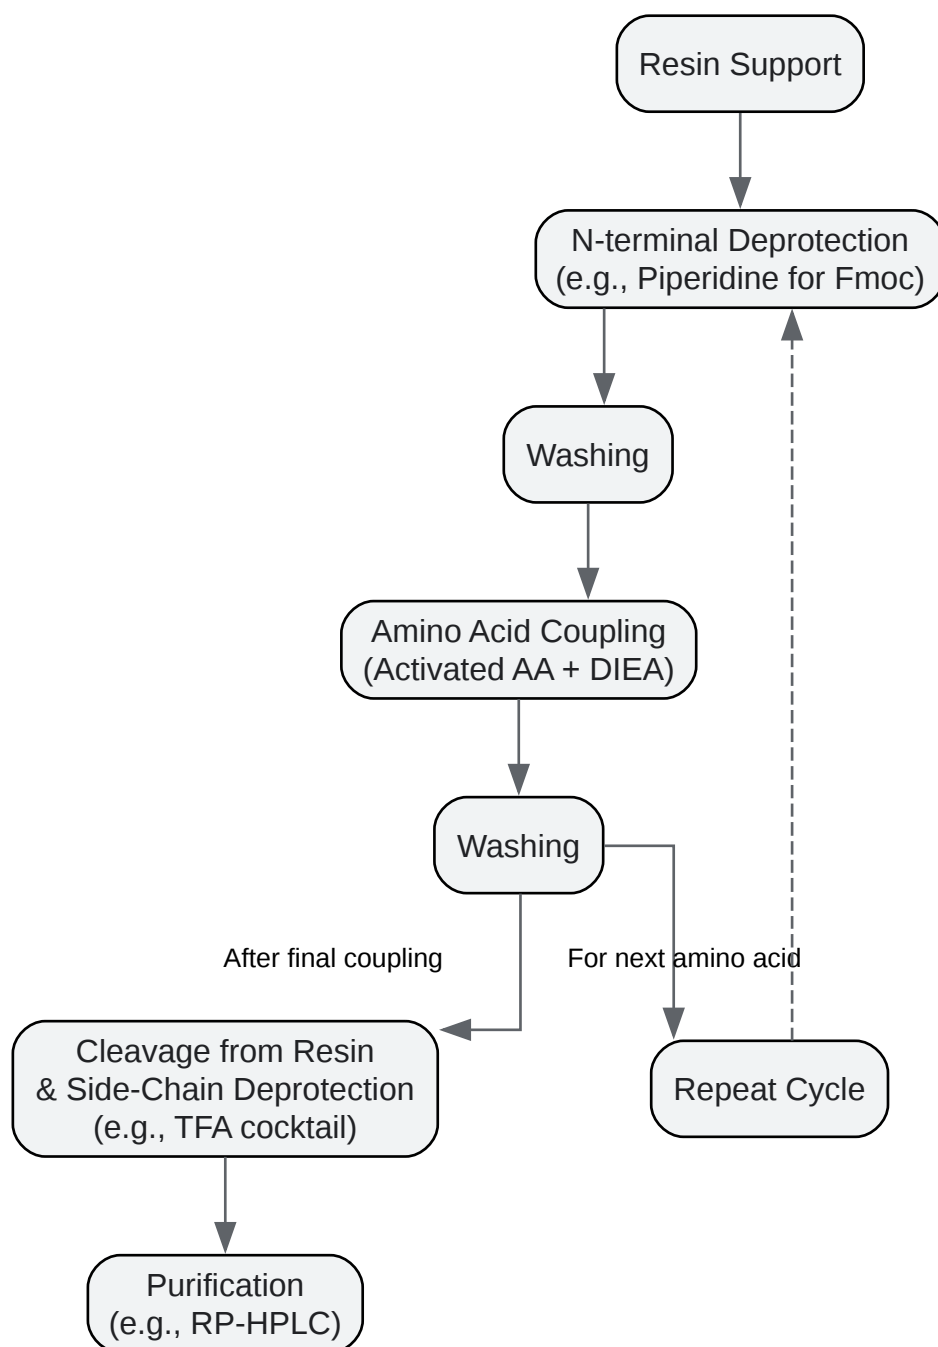 Resin Support
N-terminal Deprotection
(e.g., Piperidine for Fmoc)
Washing
Amino Acid Coupling
(Activated AA + DIEA)
Washing
After final coupling
For next amino acid
Cleavage from Resin
& Side-Chain Deprotection
(e.g., TFA cocktail)
Repeat Cycle
Purification
(e.g., RP-HPLC)